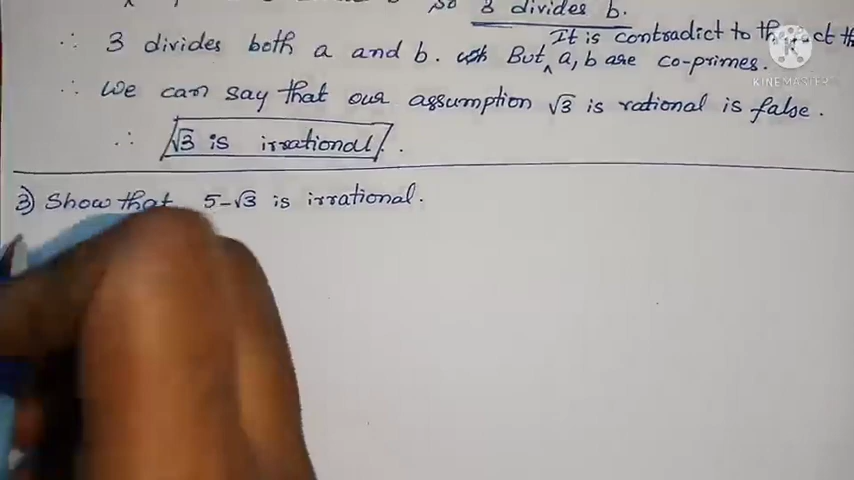 So 3 divides b.
It is contradict to the
∴ 3 divides both a and b. But a, b are co-primes.
∴ we can say that our assumption √3 is rational is false.
∴ √3 is irrational.
3) Show that 5-√3 is irrational.
KINEMASTER